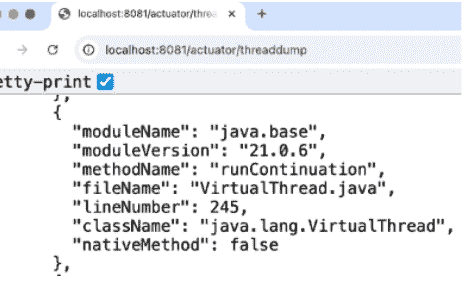 localhost:8081/actuator/threa
localhost:8081/actuator/threaddump
etty-print
},
{
"moduleName": "java.base",
"moduleVersion": "21.0.6",
"methodName": "runContinuation",
"fileName": "VirtualThread.java",
"lineNumber": 245,
"className": "java.lang.VirtualThread",
"nativeMethod": false
},